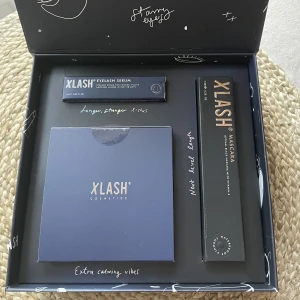 starry
eyes
XLASH®
EYELASH SERUM
Longer, stronger lashes
XLASH®
COSMETICS
XLASH®
MASCARA
Next level length
Extra calming vibes